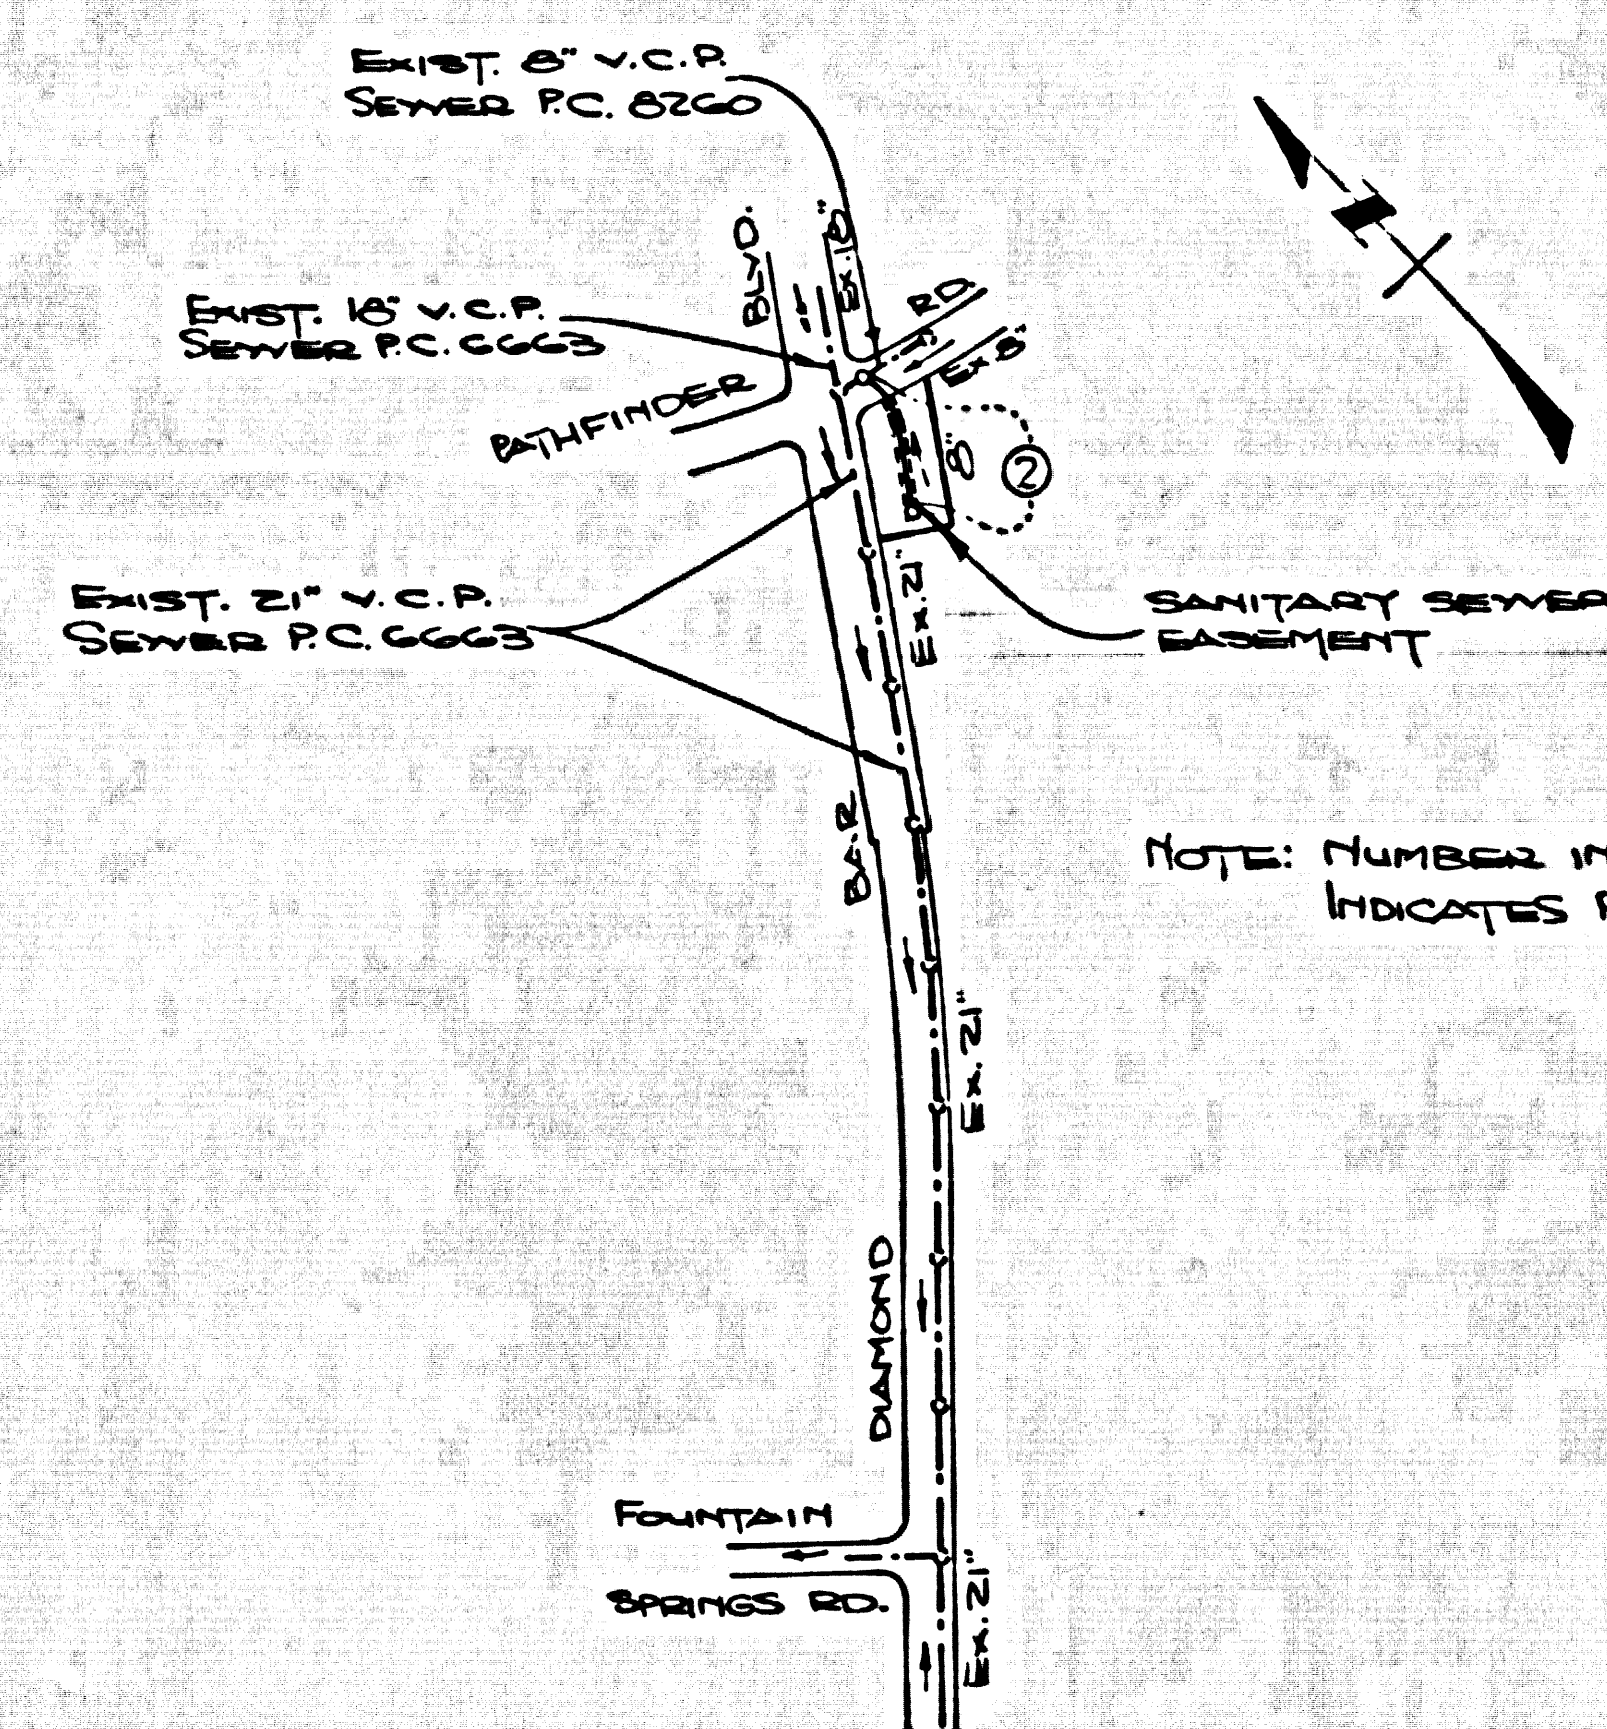 EXIST. 8" V.C.P.
SEWER P.C. 8260
BLVD.
EX. 18"
RD.
EXIST. 18" V.C.P.
SEWER P.C. 6663
EX. 8"
PATHFINDER
8"
2
EXIST. 21" V.C.P.
SEWER P.C. 6663
EX. 21"
SANITARY SEWER
EASEMENT
N
BAR
NOTE: NUMBER IN
INDICATES
EX. 21"
DIAMOND
FOUNTAIN
SPRINGS RD.
EX. 21"